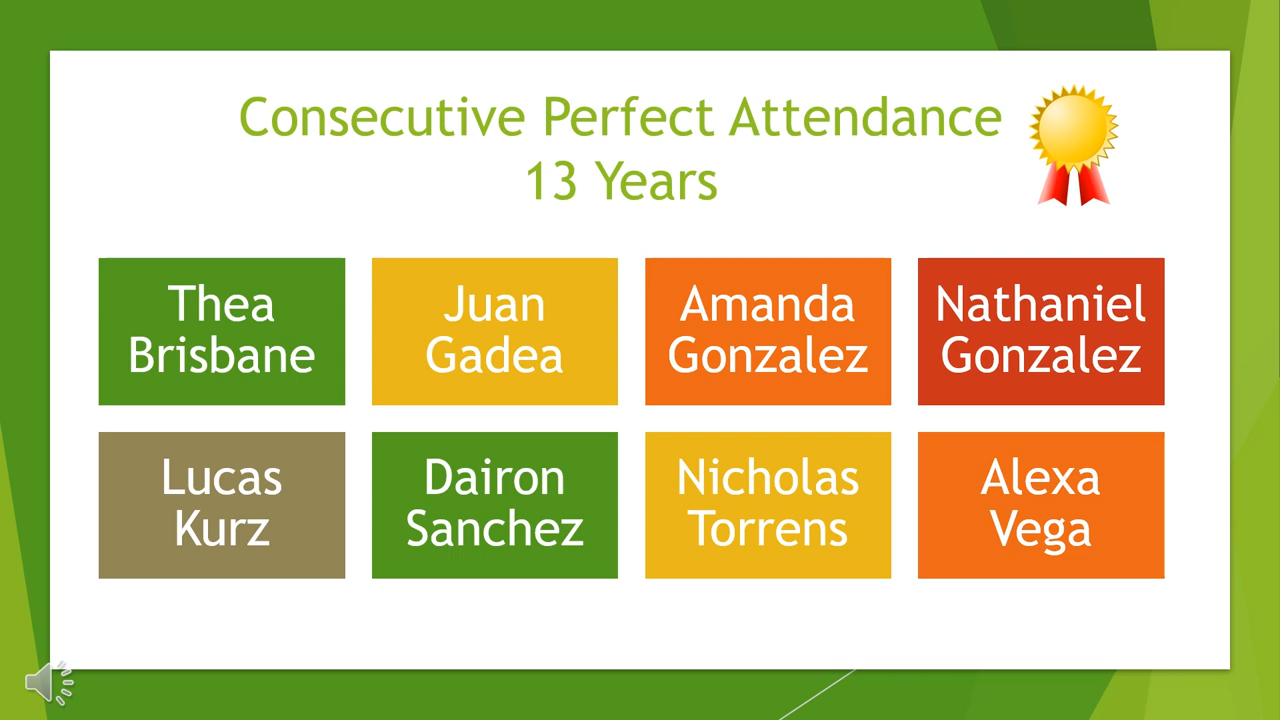 Consecutive Perfect Attendance
13 Years
Thea
Brisbane
Juan
Gadea
Amanda
Gonzalez
Nathaniel
Gonzalez
Lucas
Kurz
Dairon
Sanchez
Nicholas
Torrens
Alexa
Vega